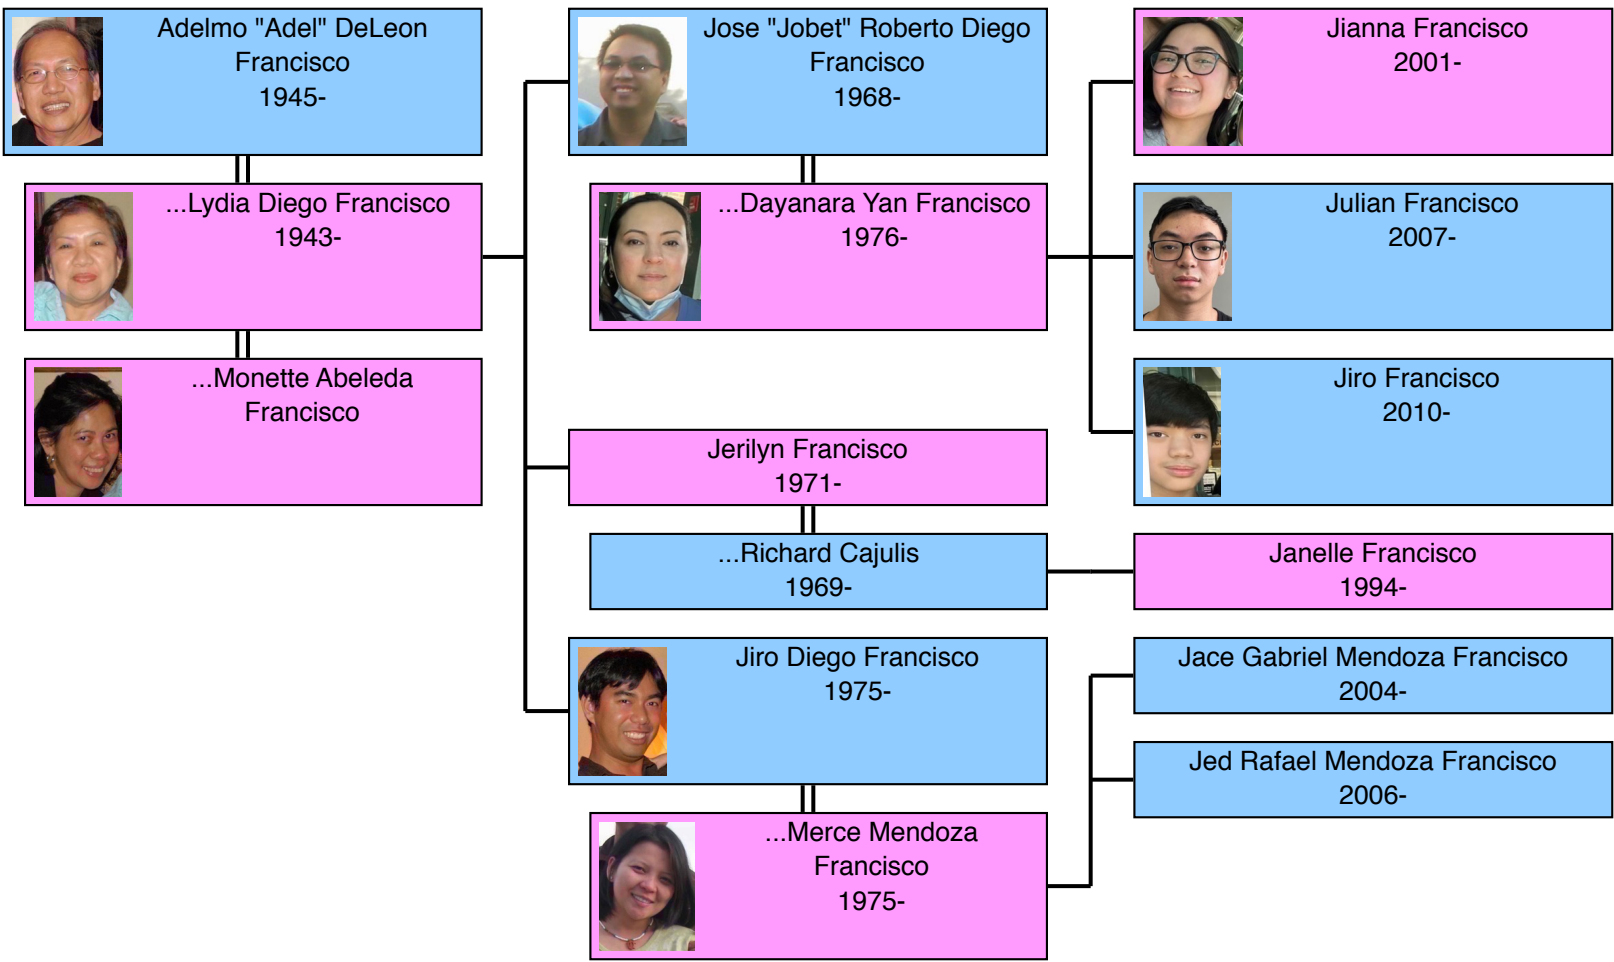 Adelmo "Adel" DeLeon
Francisco
1945-
...Lydia Diego Francisco
1943-
...Monette Abeleda
Francisco
Jose "Jobet" Roberto Diego
Francisco
1968-
...Dayanara Yan Francisco
1976-
Jerilyn Francisco
1971-
...Richard Cajulis
1969-
Jiro Diego Francisco
1975-
...Merce Mendoza
Francisco
1975-
Jianna Francisco
2001-
Julian Francisco
2007-
Jiro Francisco
2010-
Janelle Francisco
1994-
Jace Gabriel Mendoza Francisco
2004-
Jed Rafael Mendoza Francisco
2006-